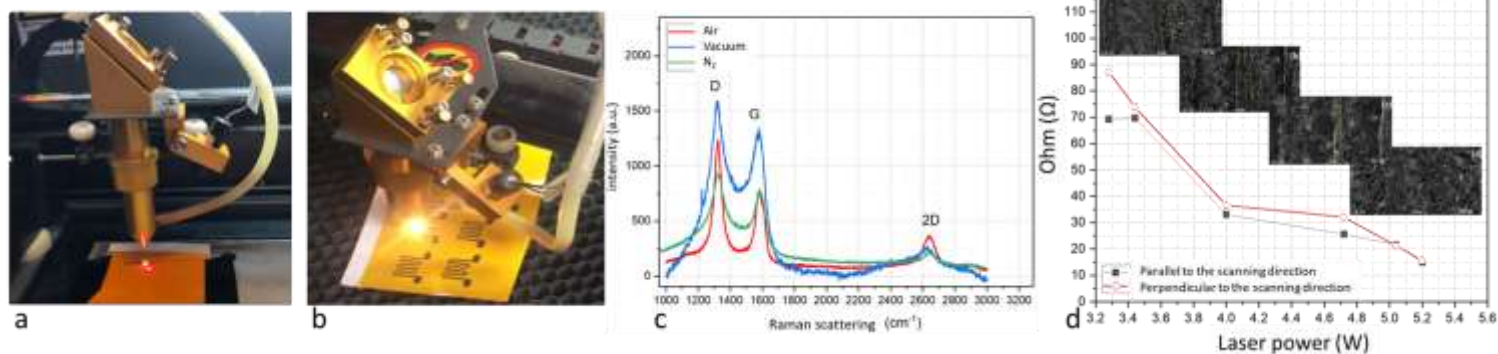 a
b
c
intensity (a.u.)
2000
1500
1000
500
0
Air
Vacuum
N₂
D
G
2D
1000 1200 1400 1600 1800 2000 2200 2400 2600 2800 3000 3200
Raman scattering (cm⁻¹)
d
Ohm (Ω)
110
100
90
80
70
60
50
40
30
20
10
0
Parallel to the scanning direction
Perpendicular to the scanning direction
3.2 3.4 3.6 3.8 4.0 4.2 4.4 4.6 4.8 5.0 5.2 5.4 5.6
Laser power (W)